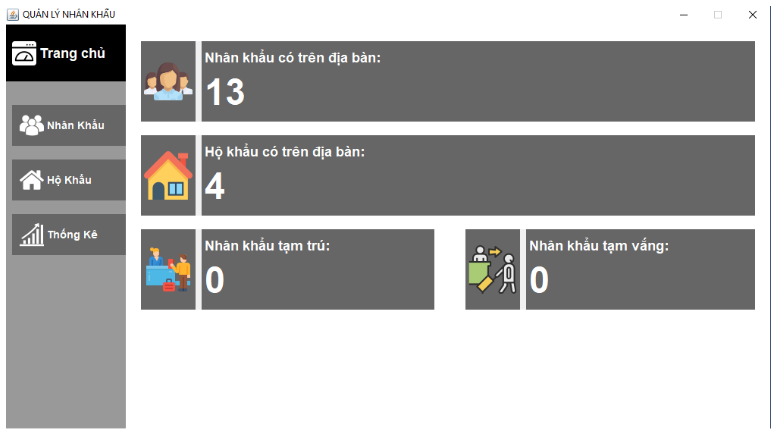 QUẢN LÝ NHÂN KHẨU
Trang chủ
Nhân Khẩu
Hộ Khẩu
Thống Kê
Nhân khẩu có trên địa bàn:
13
Hộ khẩu có trên địa bàn:
4
Nhân khẩu tạm trú:
0
Nhân khẩu tạm vắng:
0